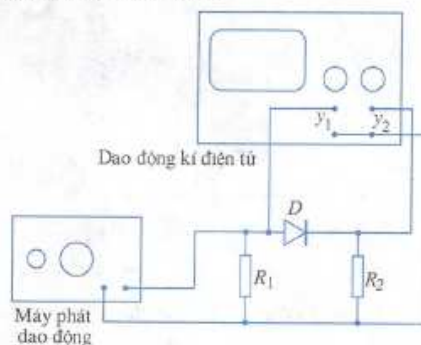 y₁ y₂
Dao động kí điện tử
D
R₁ R₂
Máy phát
dao động